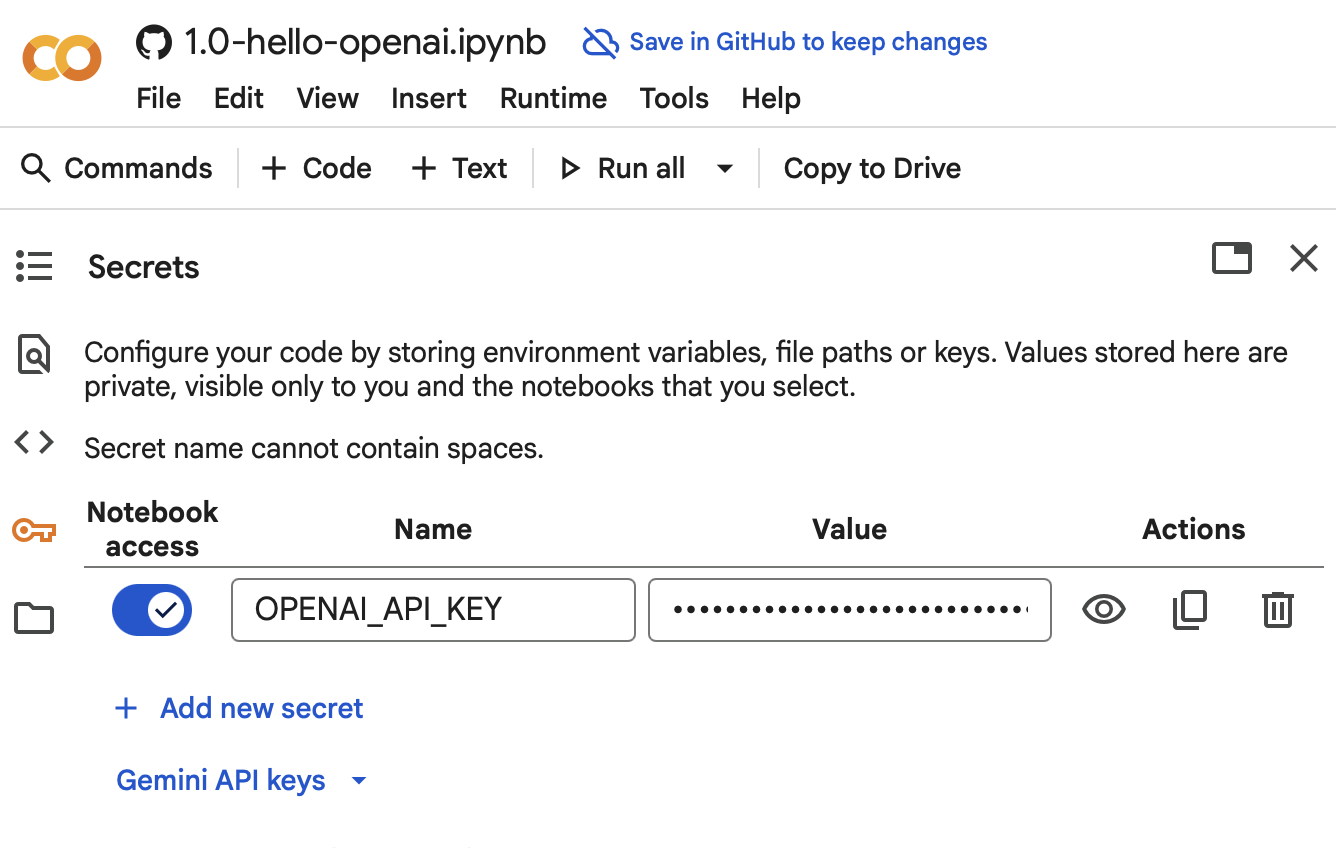 1.0-hello-openai.ipynb Save in GitHub to keep changes
File Edit View Insert Runtime Tools Help
Commands + Code + Text Run all Copy to Drive
Secrets
Configure your code by storing environment variables, file paths or keys. Values stored here are
private, visible only to you and the notebooks that you select.
Secret name cannot contain spaces.
Notebook
access Name Value Actions
OPENAI_API_KEY ••••••••••••••••••••••••••••
+ Add new secret
Gemini API keys